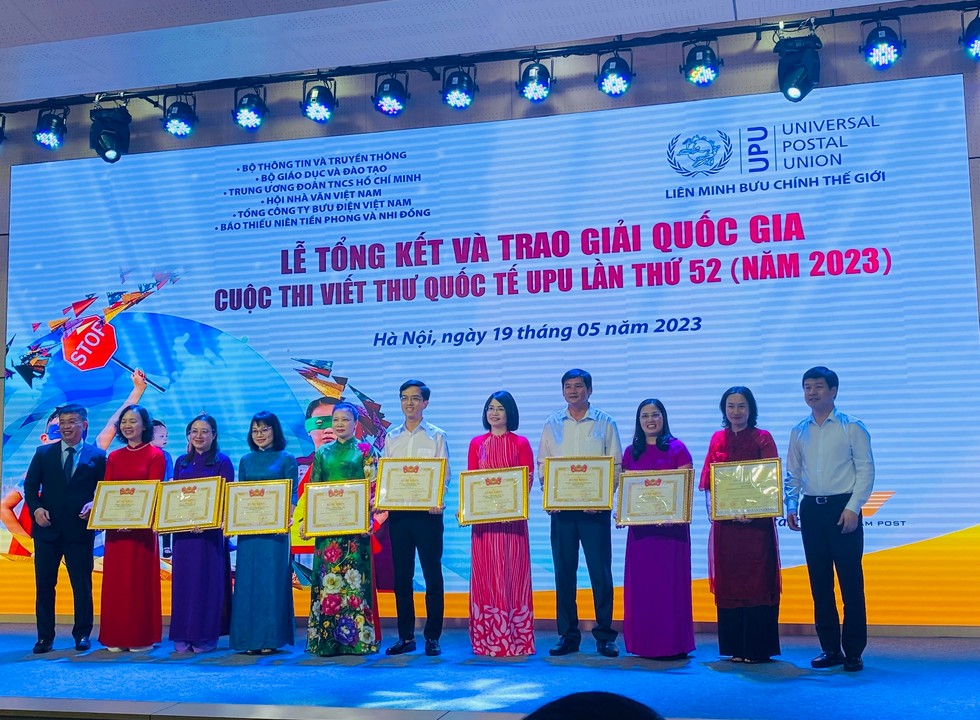 • BỘ THÔNG TIN VÀ TRUYỀN THÔNG
• BỘ GIÁO DỤC VÀ ĐÀO TẠO
• TRUNG ƯƠNG ĐOÀN TNCS HỒ CHÍ MINH
• HỘI NHÀ VĂN VIỆT NAM
• TỔNG CÔNG TY BƯU ĐIỆN VIỆT NAM
• BÁO THIẾU NIÊN TIỀN PHONG VÀ NHI ĐỒNG
UPU
UNIVERSAL
POSTAL
UNION
LIÊN MINH BƯU CHÍNH THẾ GIỚI
LỄ TỔNG KẾT VÀ TRAO GIẢI QUỐC GIA
CUỘC THI VIẾT THƯ QUỐC TẾ UPU LẦN THỨ 52 (NĂM 2023)
Hà Nội, ngày 19 tháng 05 năm 2023
STOP
AM POST